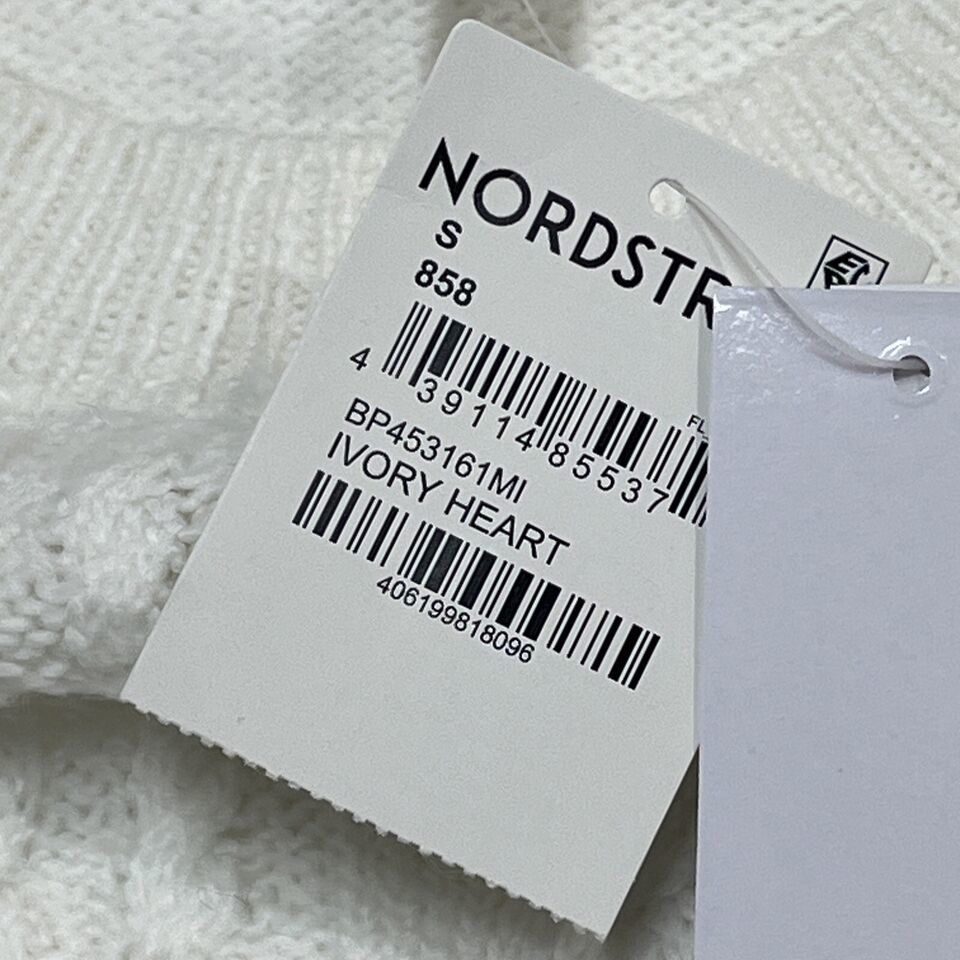 NORDSTR
S
858
4 39114 85537
BP453161MI
IVORY HEART
406199818096